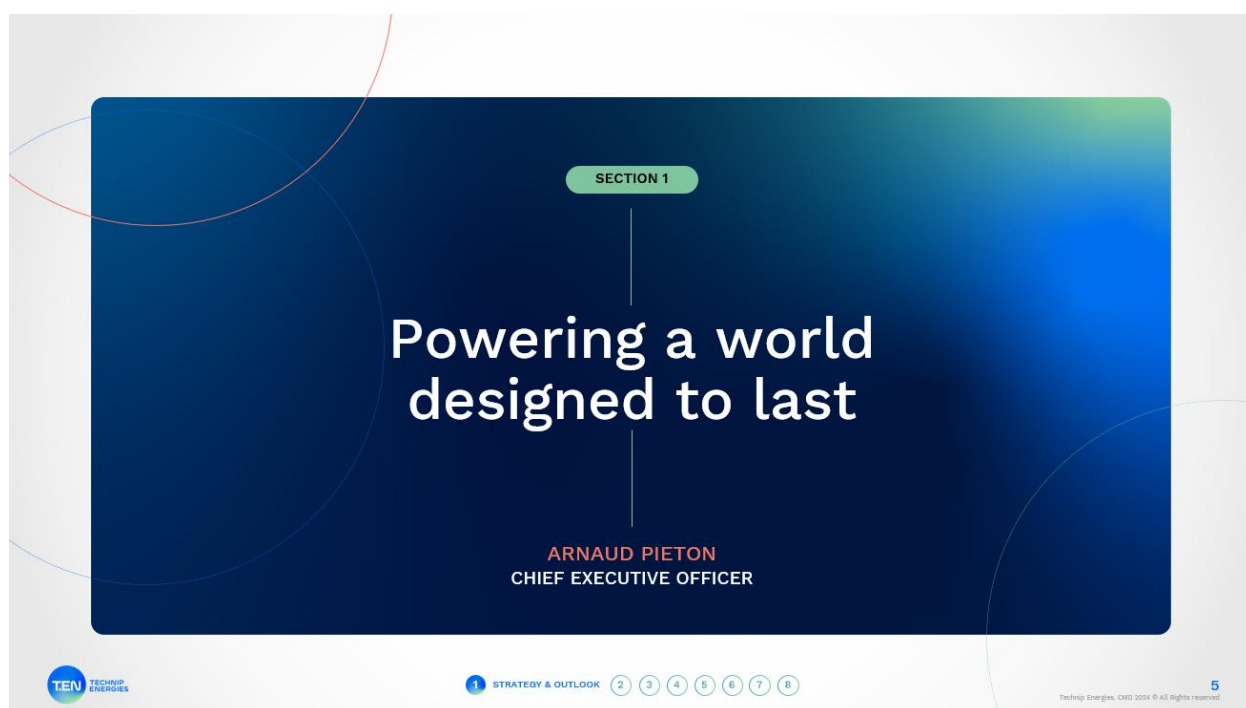 SECTION 1
Powering a world
designed to last
ARNAUD PIETON
CHIEF EXECUTIVE OFFICER
T.EN TECHNIP
ENERGIES
1 STRATEGY & OUTLOOK 2 3 4 5 6 7 8
5
Technip Energies. CMD 2024 © All Rights reserved